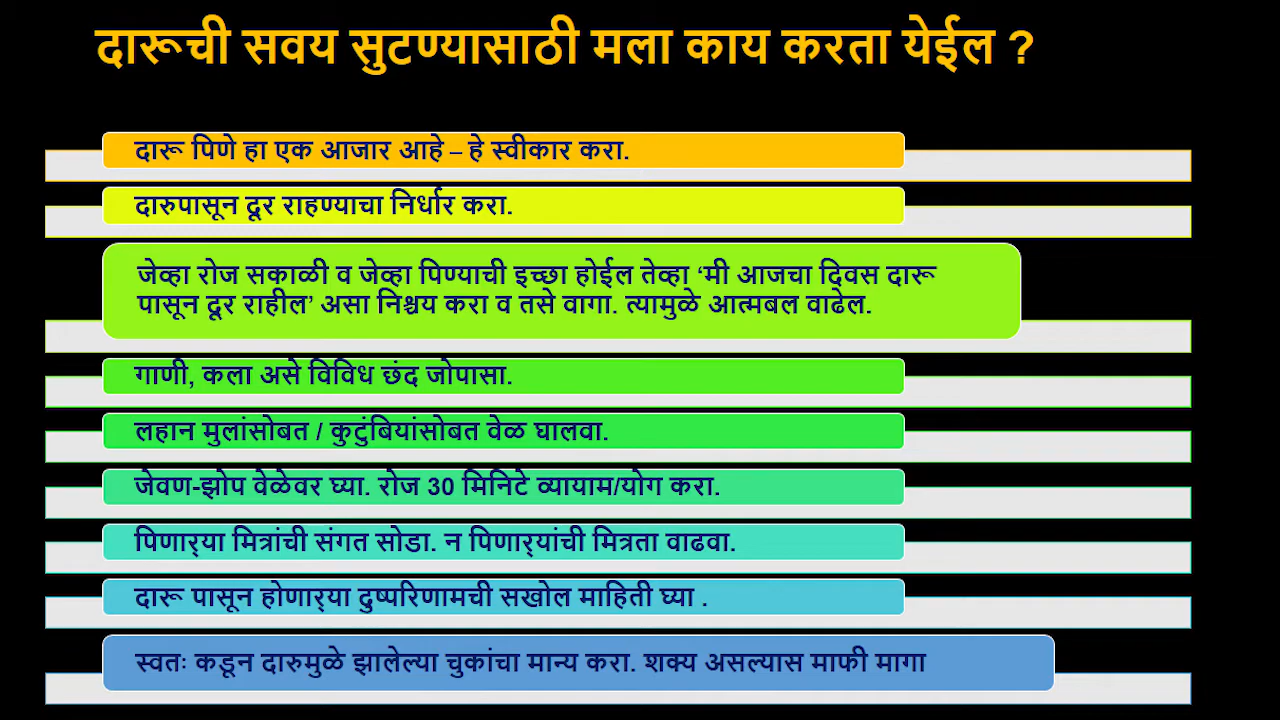 दारूची सवय सुटण्यासाठी मला काय करता येईल ?
दारू पिणे हा एक आजार आहे – हे स्वीकार करा.
दारुपासून दूर राहण्याचा निर्धार करा.
जेव्हा रोज सकाळी व जेव्हा पिण्याची इच्छा होईल तेव्हा ‘मी आजचा दिवस दारू
पासून दूर राहील’ असा निश्चय करा व तसे वागा. त्यामुळे आत्मबल वाढेल.
गाणी, कला असे विविध छंद जोपासा.
लहान मुलांसोबत / कुटुंबियांसोबत वेळ घालवा.
जेवण-झोप वेळेवर घ्या. रोज 30 मिनिटे व्यायाम/योग करा.
पिणाऱ्या मित्रांची संगत सोडा. न पिणाऱ्यांची मित्रता वाढवा.
दारू पासून होणाऱ्या दुष्परिणामची सखोल माहिती घ्या .
स्वतः कडून दारुमुळे झालेल्या चुकांचा मान्य करा. शक्य असल्यास माफी मागा